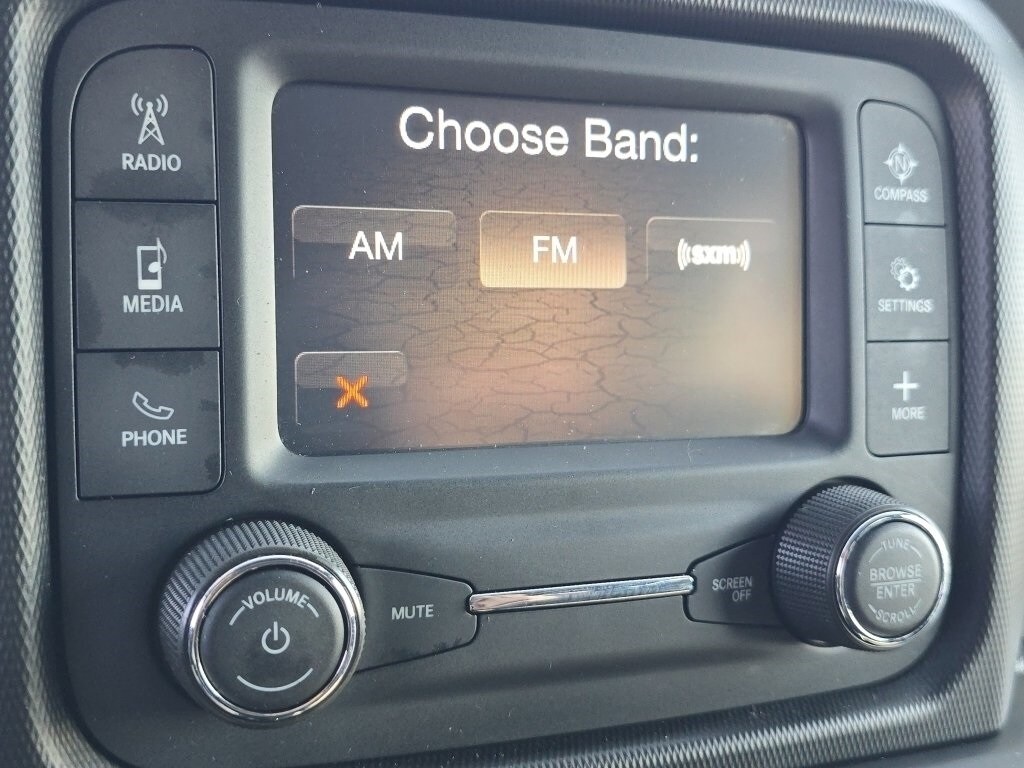 Choose Band:
AM
FM
((sxm))
X
RADIO
MEDIA
PHONE
N
COMPASS
SETTINGS
MORE
VOLUME
MUTE
SCREEN
OFF
TUNE
BROWSE
ENTER
SCROLL